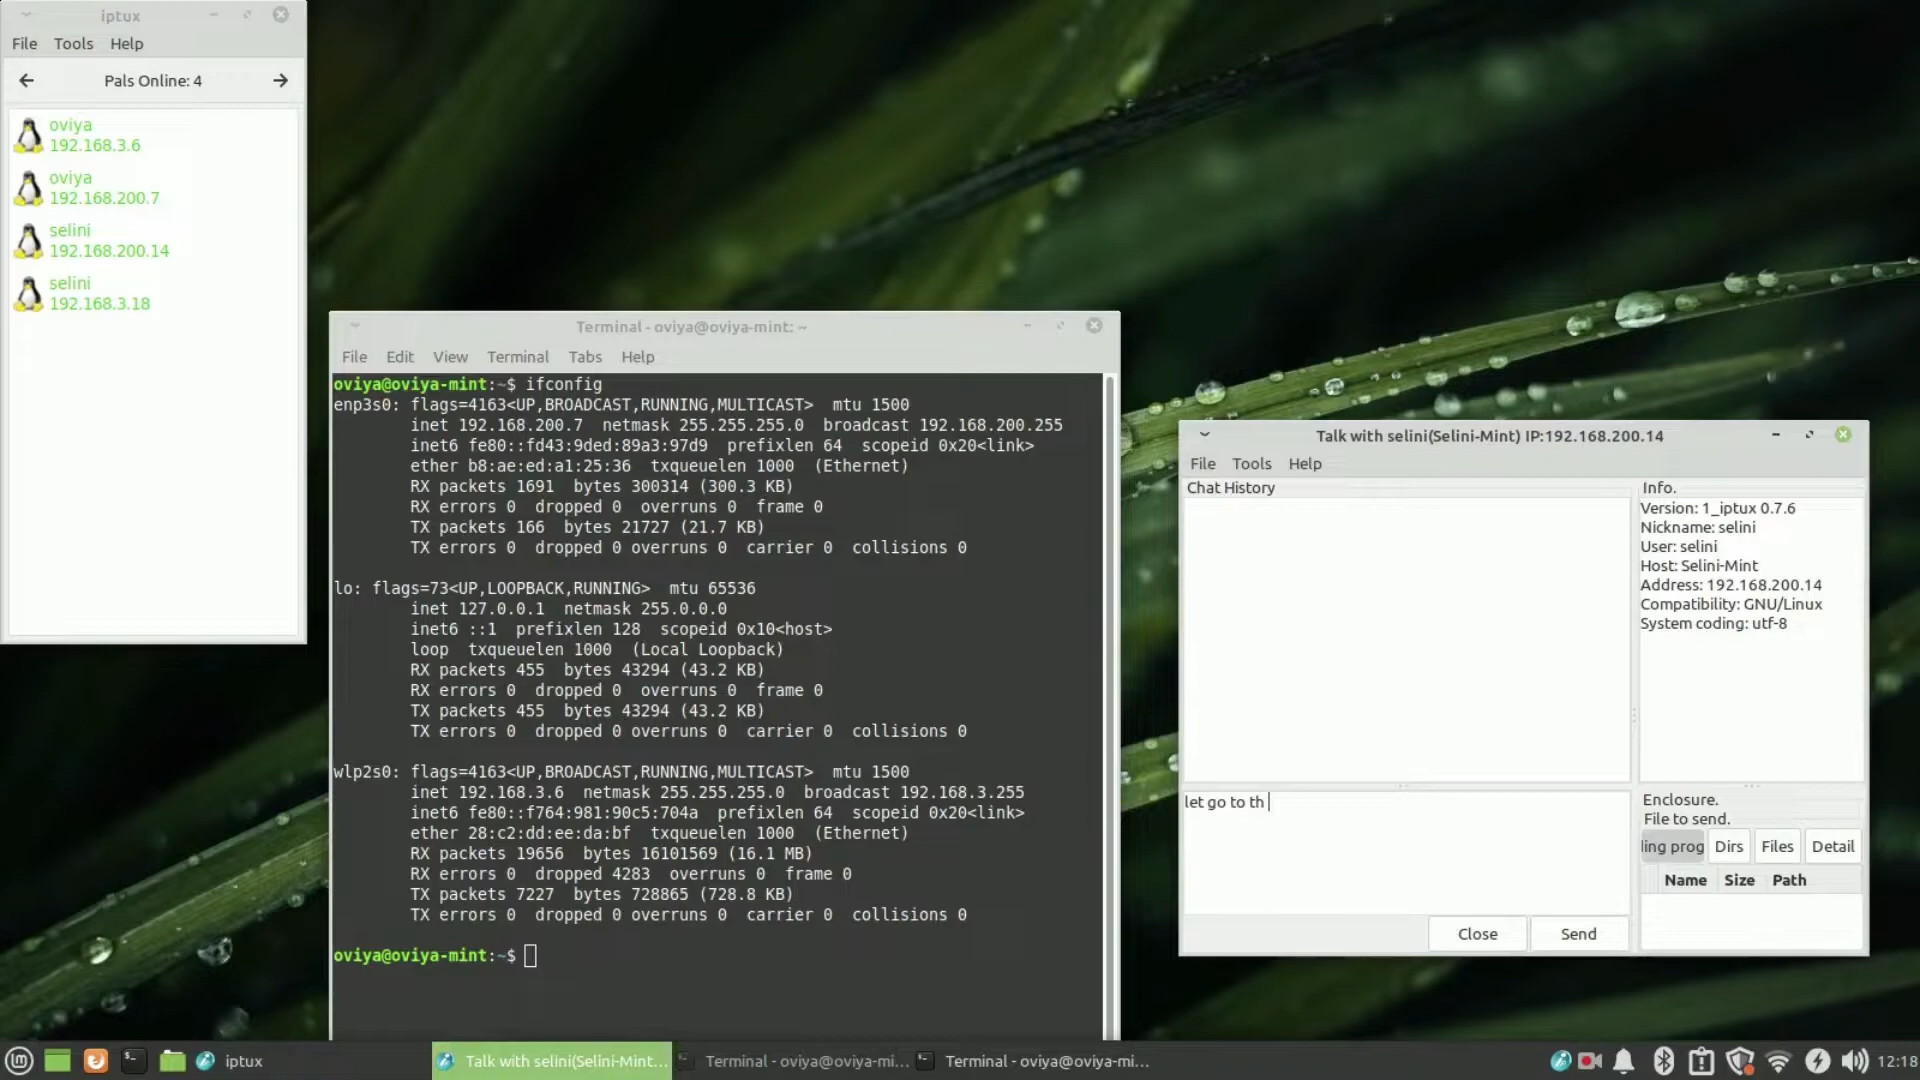 iptux
File Tools Help
Pals Online: 4
oviya
192.168.3.6
oviya
192.168.200.7
selini
192.168.200.14
selini
192.168.3.18
Terminal - oviya@oviya-mint: ~
File Edit View Terminal Tabs Help
oviya@oviya-mint:~$ ifconfig
enp3s0: flags=4163<UP,BROADCAST,RUNNING,MULTICAST>  mtu 1500
inet 192.168.200.7  netmask 255.255.255.0  broadcast 192.168.200.255
inet6 fe80::fd43:9ded:89a3:97d9  prefixlen 64  scopeid 0x20<link>
ether b8:ae:ed:a1:25:36  txqueuelen 1000  (Ethernet)
RX packets 1691  bytes 300314 (300.3 KB)
RX errors 0  dropped 0  overruns 0  frame 0
TX packets 166  bytes 21727 (21.7 KB)
TX errors 0  dropped 0 overruns 0  carrier 0  collisions 0
lo: flags=73<UP,LOOPBACK,RUNNING>  mtu 65536
inet 127.0.0.1  netmask 255.0.0.0
inet6 ::1  prefixlen 128  scopeid 0x10<host>
loop  txqueuelen 1000  (Local Loopback)
RX packets 455  bytes 43294 (43.2 KB)
RX errors 0  dropped 0  overruns 0  frame 0
TX packets 455  bytes 43294 (43.2 KB)
TX errors 0  dropped 0 overruns 0  carrier 0  collisions 0
wlp2s0: flags=4163<UP,BROADCAST,RUNNING,MULTICAST>  mtu 1500
inet 192.168.3.6  netmask 255.255.255.0  broadcast 192.168.3.255
inet6 fe80::f764:981:90c5:704a  prefixlen 64  scopeid 0x20<link>
ether 28:c2:dd:ee:da:bf  txqueuelen 1000  (Ethernet)
RX packets 19656  bytes 16101569 (16.1 MB)
RX errors 0  dropped 4283  overruns 0  frame 0
TX packets 7227  bytes 728865 (728.8 KB)
TX errors 0  dropped 0 overruns 0  carrier 0  collisions 0
oviya@oviya-mint:~$
Talk with selini(Selini-Mint) IP:192.168.200.14
File Tools Help
Chat History
Info.
Version: 1_iptux 0.7.6
Nickname: selini
User: selini
Host: Selini-Mint
Address: 192.168.200.14
Compatibility: GNU/Linux
System coding: utf-8
let go to th
Enclosure.
File to send.
ling prog Dirs Files Detail
Name Size Path
Close Send
iptux
Talk with selini(Selini-Mint...
Terminal - oviya@oviya-mi...
Terminal - oviya@oviya-mi...
12:18